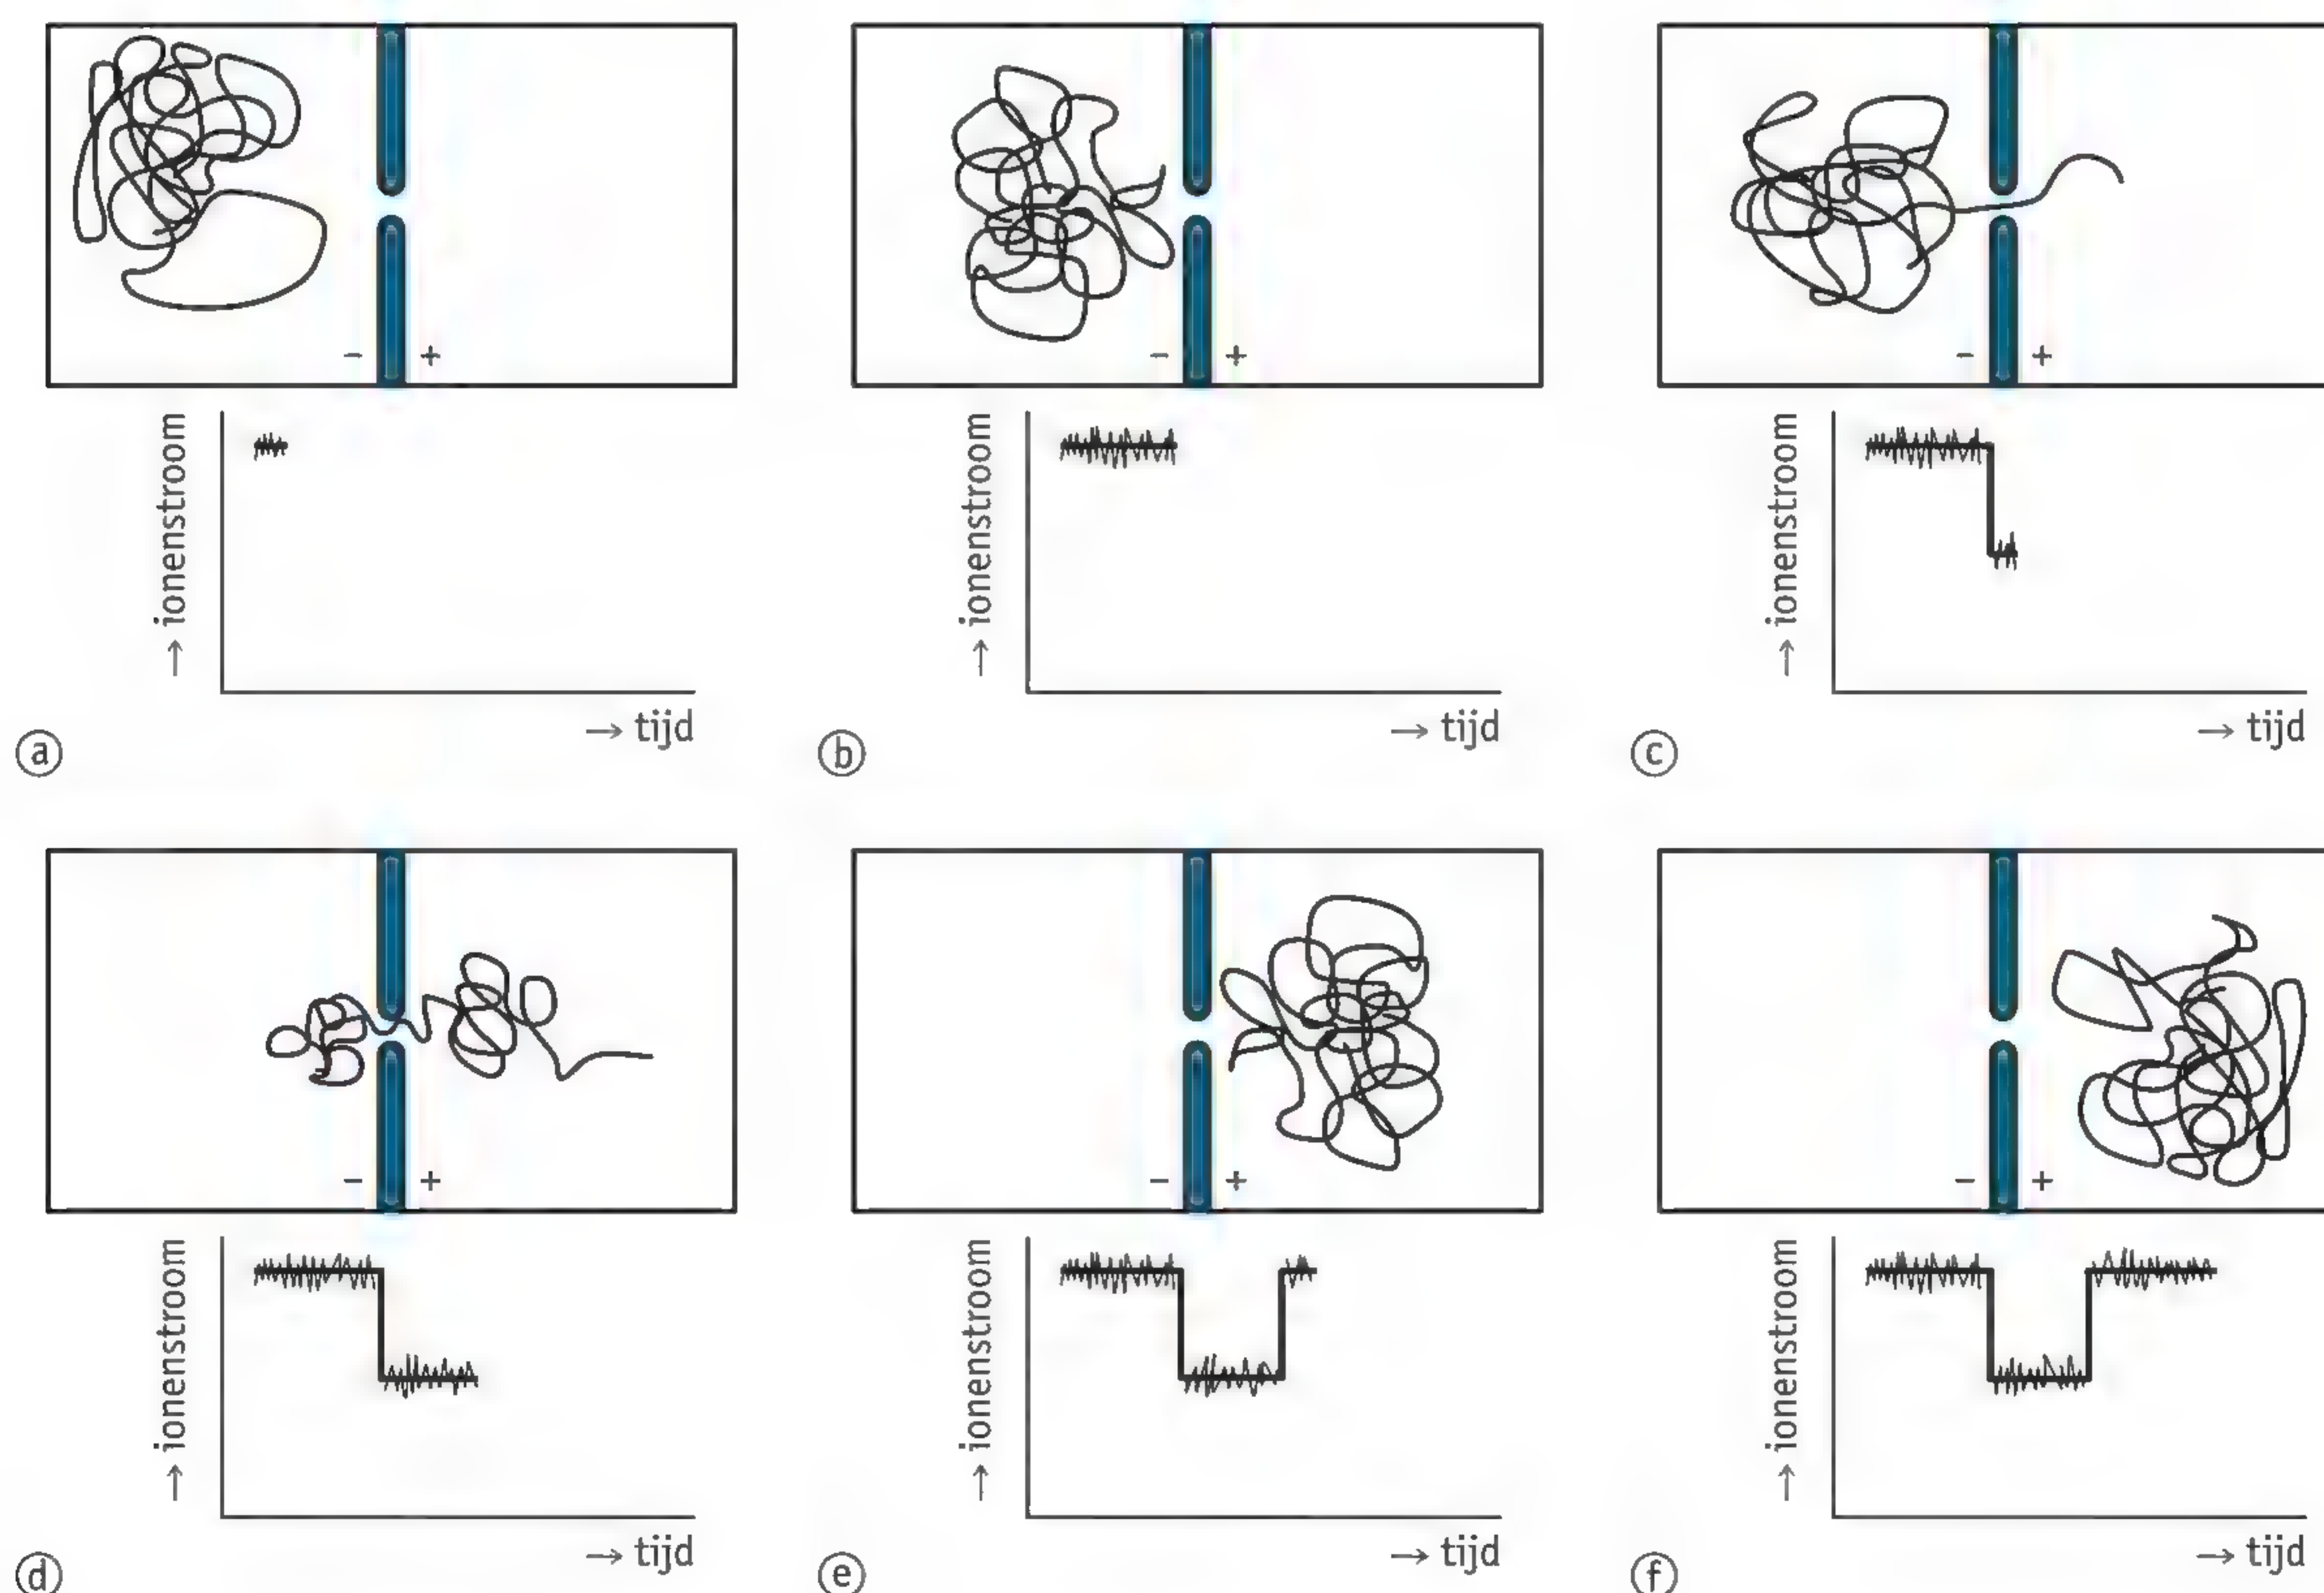 - +
- +
- +
→ ionenstroom
→ ionenstroom
→ ionenstroom
→ tijd
→ tijd
→ tijd
a
b
c
- +
- +
- +
→ ionenstroom
→ ionenstroom
→ ionenstroom
→ tijd
→ tijd
→ tijd
d
e
f